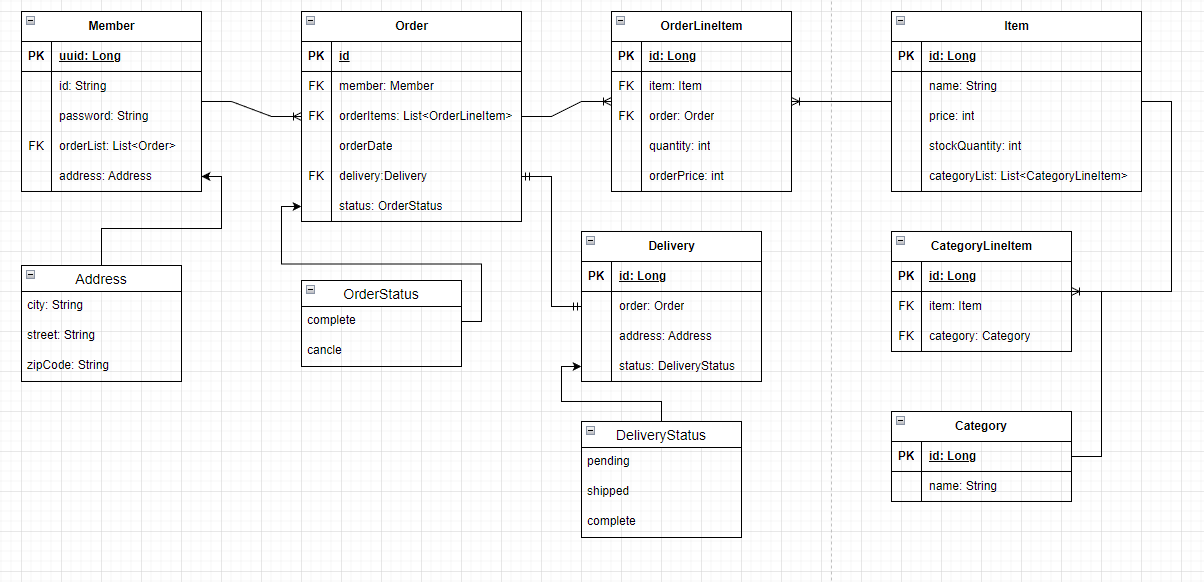 Member
PK uuid: Long
id: String
password: String
FK orderList: List<Order>
address: Address
Order
PK id
FK member: Member
FK orderItems: List<OrderLineItem>
orderDate
FK delivery:Delivery
status: OrderStatus
OrderLineItem
PK id: Long
FK item: Item
FK order: Order
quantity: int
orderPrice: int
Item
PK id: Long
name: String
price: int
stockQuantity: int
categoryList: List<CategoryLineItem>
Address
city: String
street: String
zipCode: String
OrderStatus
complete
cancle
Delivery
PK id: Long
order: Order
address: Address
status: DeliveryStatus
CategoryLineItem
PK id: Long
FK item: Item
FK category: Category
DeliveryStatus
pending
shipped
complete
Category
PK id: Long
name: String